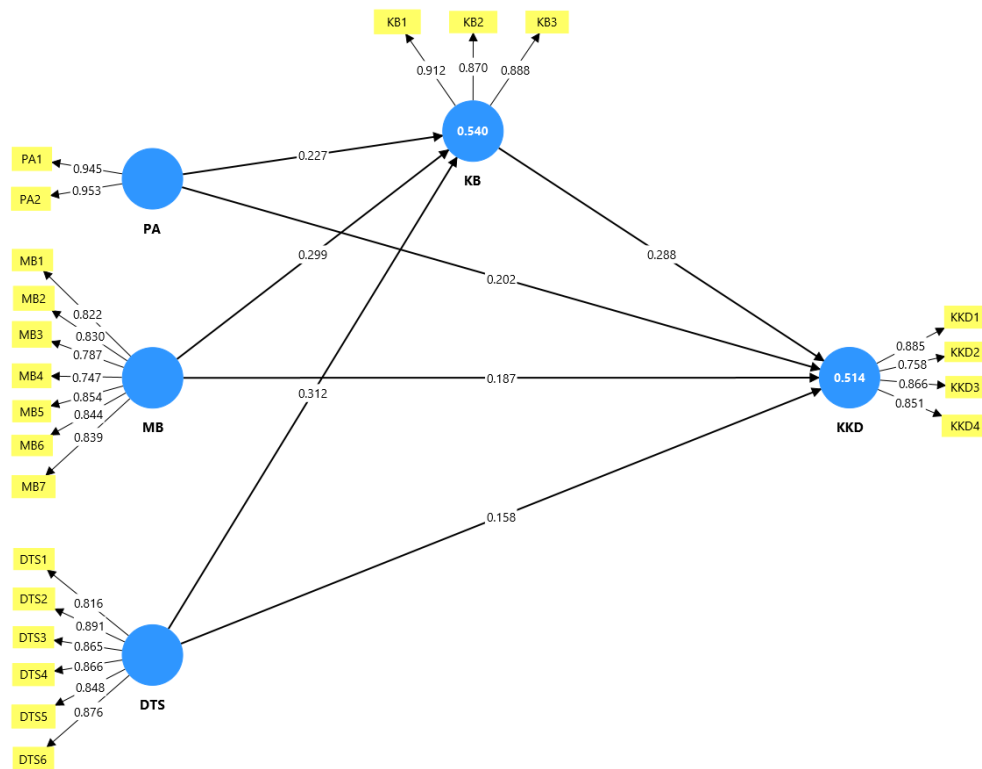 KB1 KB2 KB3
0.912 0.870 0.888
0.540
KB
PA1
PA2
0.945
0.953
PA
0.227
0.299
0.202
0.288
MB1
MB2
MB3
MB4
MB5
MB6
MB7
0.822
0.830
0.787
0.747
0.854
0.844
0.839
MB
0.187
0.312
0.158
0.514
KKD
0.885
0.758
0.866
0.851
KKD1
KKD2
KKD3
KKD4
DTS1
DTS2
DTS3
DTS4
DTS5
DTS6
0.816
0.891
0.865
0.866
0.848
0.876
DTS